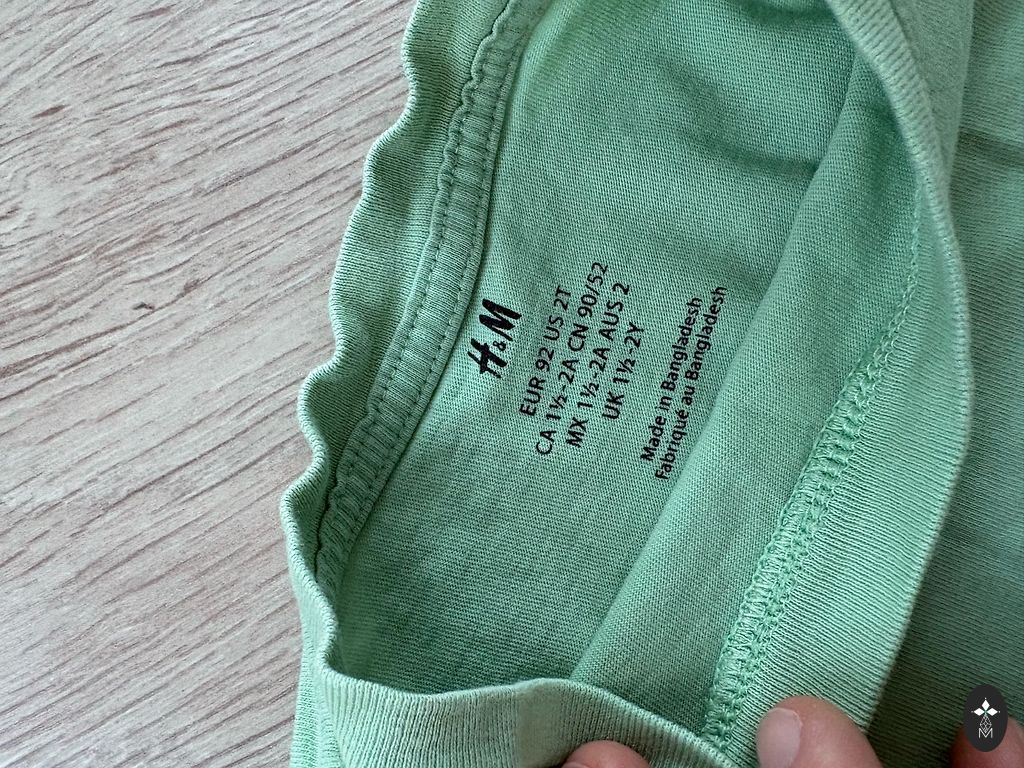 H&M
EUR 92 US 2T
CA 1½-2A CN 90/52
MX 1½-2A AUS 2
UK 1½-2Y
Made in Bangladesh
Fabriqué au Bangladesh